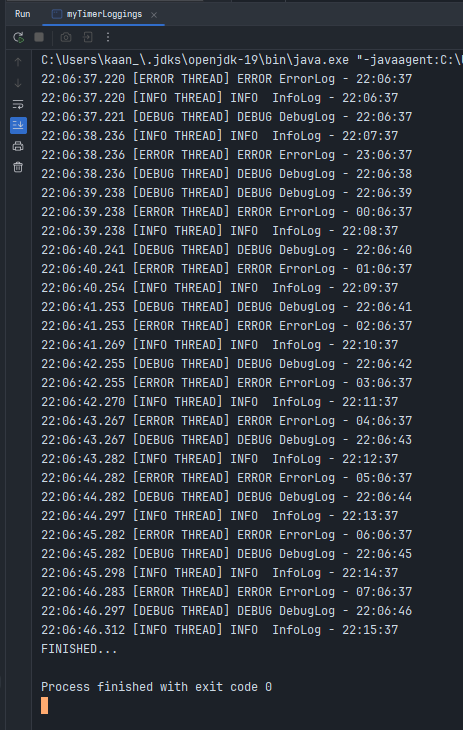 Run myTimerLoggings
C:\Users\kaan_\.jdks\openjdk-19\bin\java.exe "-javaagent:C:\
22:06:37.220 [ERROR THREAD] ERROR ErrorLog - 22:06:37
22:06:37.220 [INFO THREAD] INFO  InfoLog - 22:06:37
22:06:37.221 [DEBUG THREAD] DEBUG DebugLog - 22:06:37
22:06:38.236 [INFO THREAD] INFO  InfoLog - 22:07:37
22:06:38.236 [ERROR THREAD] ERROR ErrorLog - 23:06:37
22:06:38.236 [DEBUG THREAD] DEBUG DebugLog - 22:06:38
22:06:39.238 [DEBUG THREAD] DEBUG DebugLog - 22:06:39
22:06:39.238 [ERROR THREAD] ERROR ErrorLog - 00:06:37
22:06:39.238 [INFO THREAD] INFO  InfoLog - 22:08:37
22:06:40.241 [DEBUG THREAD] DEBUG DebugLog - 22:06:40
22:06:40.241 [ERROR THREAD] ERROR ErrorLog - 01:06:37
22:06:40.254 [INFO THREAD] INFO  InfoLog - 22:09:37
22:06:41.253 [DEBUG THREAD] DEBUG DebugLog - 22:06:41
22:06:41.253 [ERROR THREAD] ERROR ErrorLog - 02:06:37
22:06:41.269 [INFO THREAD] INFO  InfoLog - 22:10:37
22:06:42.255 [DEBUG THREAD] DEBUG DebugLog - 22:06:42
22:06:42.255 [ERROR THREAD] ERROR ErrorLog - 03:06:37
22:06:42.270 [INFO THREAD] INFO  InfoLog - 22:11:37
22:06:43.267 [ERROR THREAD] ERROR ErrorLog - 04:06:37
22:06:43.267 [DEBUG THREAD] DEBUG DebugLog - 22:06:43
22:06:43.282 [INFO THREAD] INFO  InfoLog - 22:12:37
22:06:44.282 [ERROR THREAD] ERROR ErrorLog - 05:06:37
22:06:44.282 [DEBUG THREAD] DEBUG DebugLog - 22:06:44
22:06:44.297 [INFO THREAD] INFO  InfoLog - 22:13:37
22:06:45.282 [ERROR THREAD] ERROR ErrorLog - 06:06:37
22:06:45.282 [DEBUG THREAD] DEBUG DebugLog - 22:06:45
22:06:45.298 [INFO THREAD] INFO  InfoLog - 22:14:37
22:06:46.283 [ERROR THREAD] ERROR ErrorLog - 07:06:37
22:06:46.297 [DEBUG THREAD] DEBUG DebugLog - 22:06:46
22:06:46.312 [INFO THREAD] INFO  InfoLog - 22:15:37
FINISHED...
Process finished with exit code 0